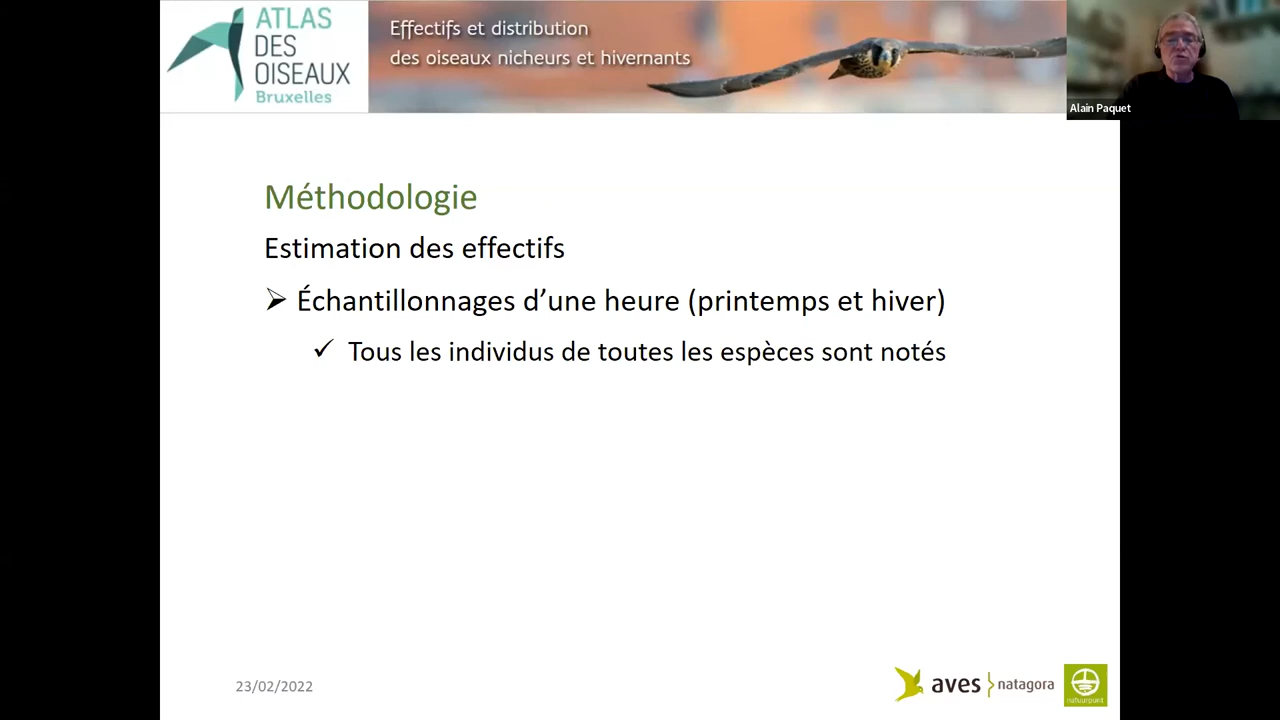 ATLAS
DES
OISEAUX
Bruxelles
Effectifs et distribution
des oiseaux nicheurs et hivernants
Alain Paquet
Méthodologie
Estimation des effectifs
➢ Échantillonnages d’une heure (printemps et hiver)
✓ Tous les individus de toutes les espèces sont notés
23/02/2022
aves natagora
natuurpunt